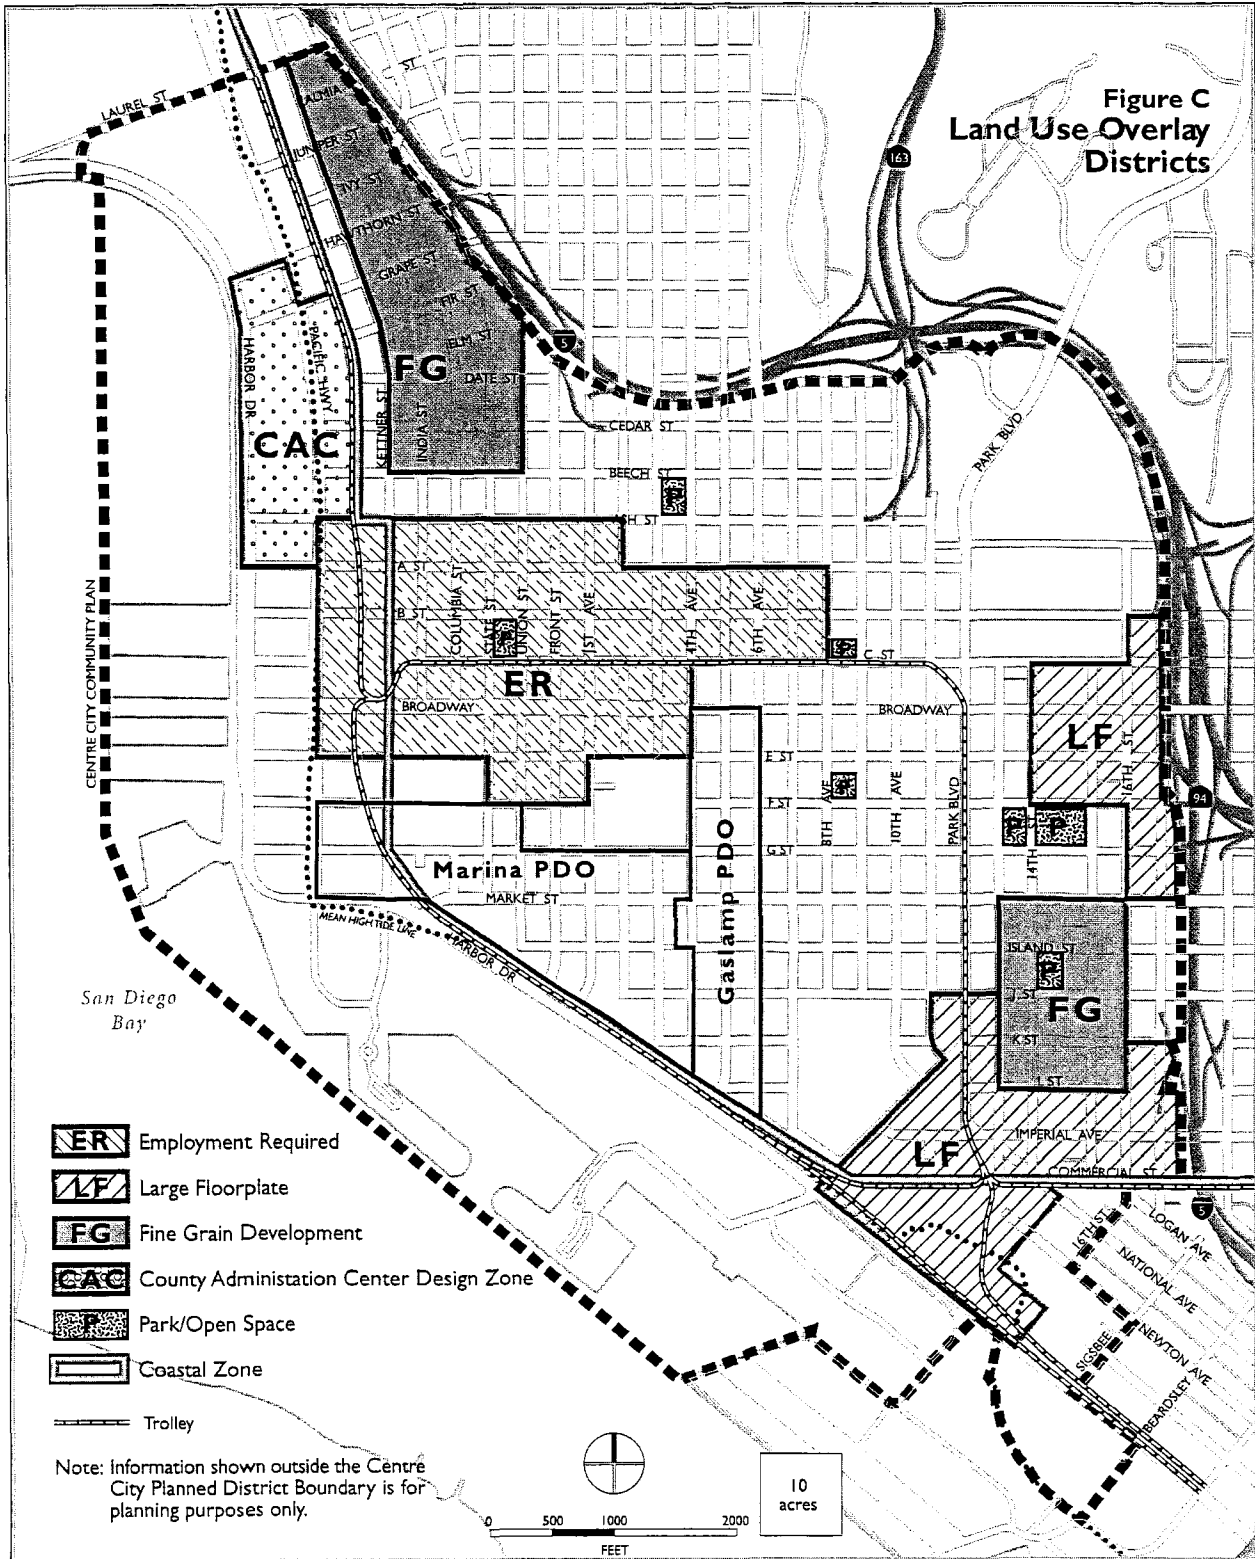 Figure C
Land Use Overlay
Districts
LAUREL ST
ST
JUNIPER ST
IVY ST
HAWTHORN ST
GRAPE ST
FIR ST
ELM ST
DATE ST
CEDAR ST
BEECH ST
163
5
PARK BLVD
HARBOR DR
PACIFIC HWY
KETTNER ST
INDIA ST
FG
CAC
P
A ST
B ST
COLUMBIA ST
STATE ST
UNION ST
FRONT ST
1ST AVE
4TH AVE
6TH AVE
P
P
C ST
ER
BROADWAY
BROADWAY
CENTRE CITY COMMUNITY PLAN
LF
16TH ST
94
E ST
F ST
G ST
8TH AVE
P
10TH AVE
PARK BLVD
P
P
14TH ST
Marina PDO
MARKET ST
Gaslamp PDO
MEAN HIGH TIDE LINE
HARBOR DR
ISLAND ST
P
J ST
FG
K ST
L ST
San Diego
Bay
LF
IMPERIAL AVE
COMMERCIAL ST
5
16TH ST
LOGAN AVE
NATIONAL AVE
NEWTON AVE
SIGSBEE
BEARDSLEY
ER Employment Required
LF Large Floorplate
FG Fine Grain Development
CAC County Administation Center Design Zone
P Park/Open Space
Coastal Zone
Trolley
Note: Information shown outside the Centre
City Planned District Boundary is for
planning purposes only.
0 500 1000 2000
FEET
10
acres